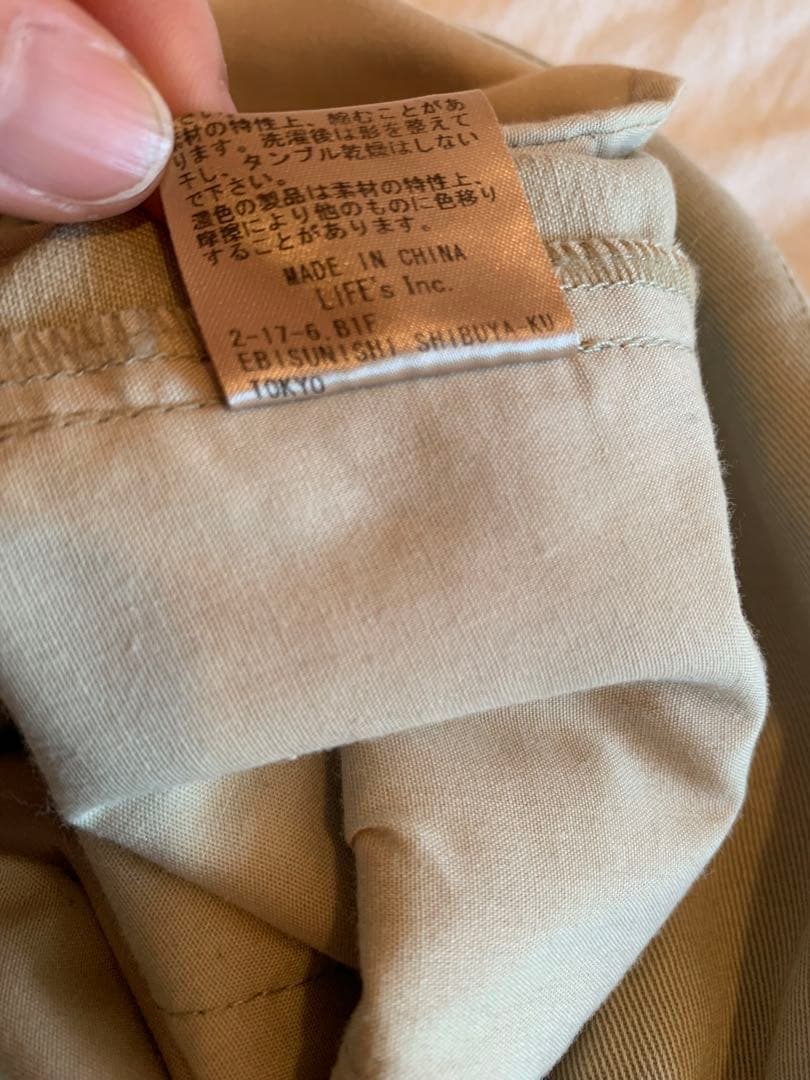 材の特性上、縮むことがあ
ります。洗濯後は形を整えて
干し、タンブル乾燥はしない
で下さい。
濃色の製品は素材の特性上、
摩擦により他のものに色移り
することがあります。
MADE IN CHINA
LIFE's Inc.
2-17-6.B1F
EBISUNISHI SHIBUYA-KU
TOKYO